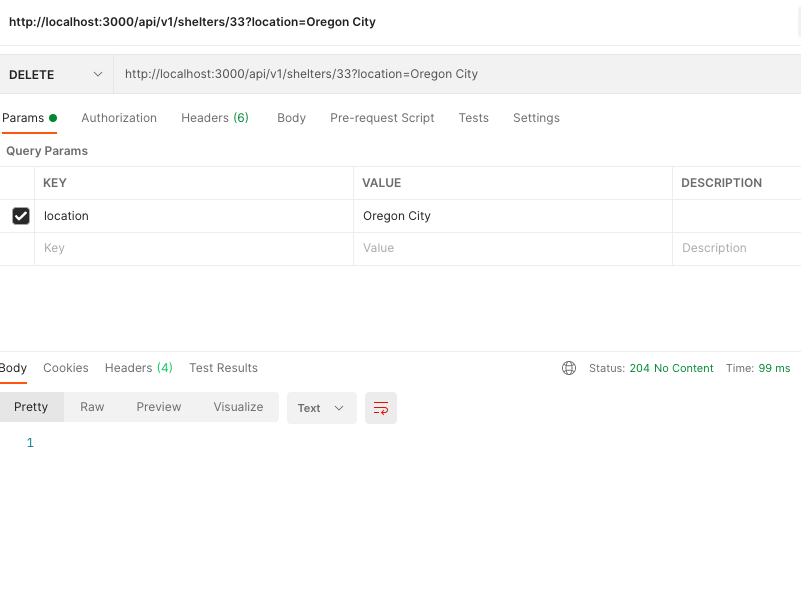 http://localhost:3000/api/v1/shelters/33?location=Oregon City
DELETE http://localhost:3000/api/v1/shelters/33?location=Oregon City
Params Authorization Headers (6) Body Pre-request Script Tests Settings
Query Params
KEY VALUE DESCRIPTION
location Oregon City
Key Value Description
Body Cookies Headers (4) Test Results Status: 204 No Content Time: 99 ms
Pretty Raw Preview Visualize Text
1